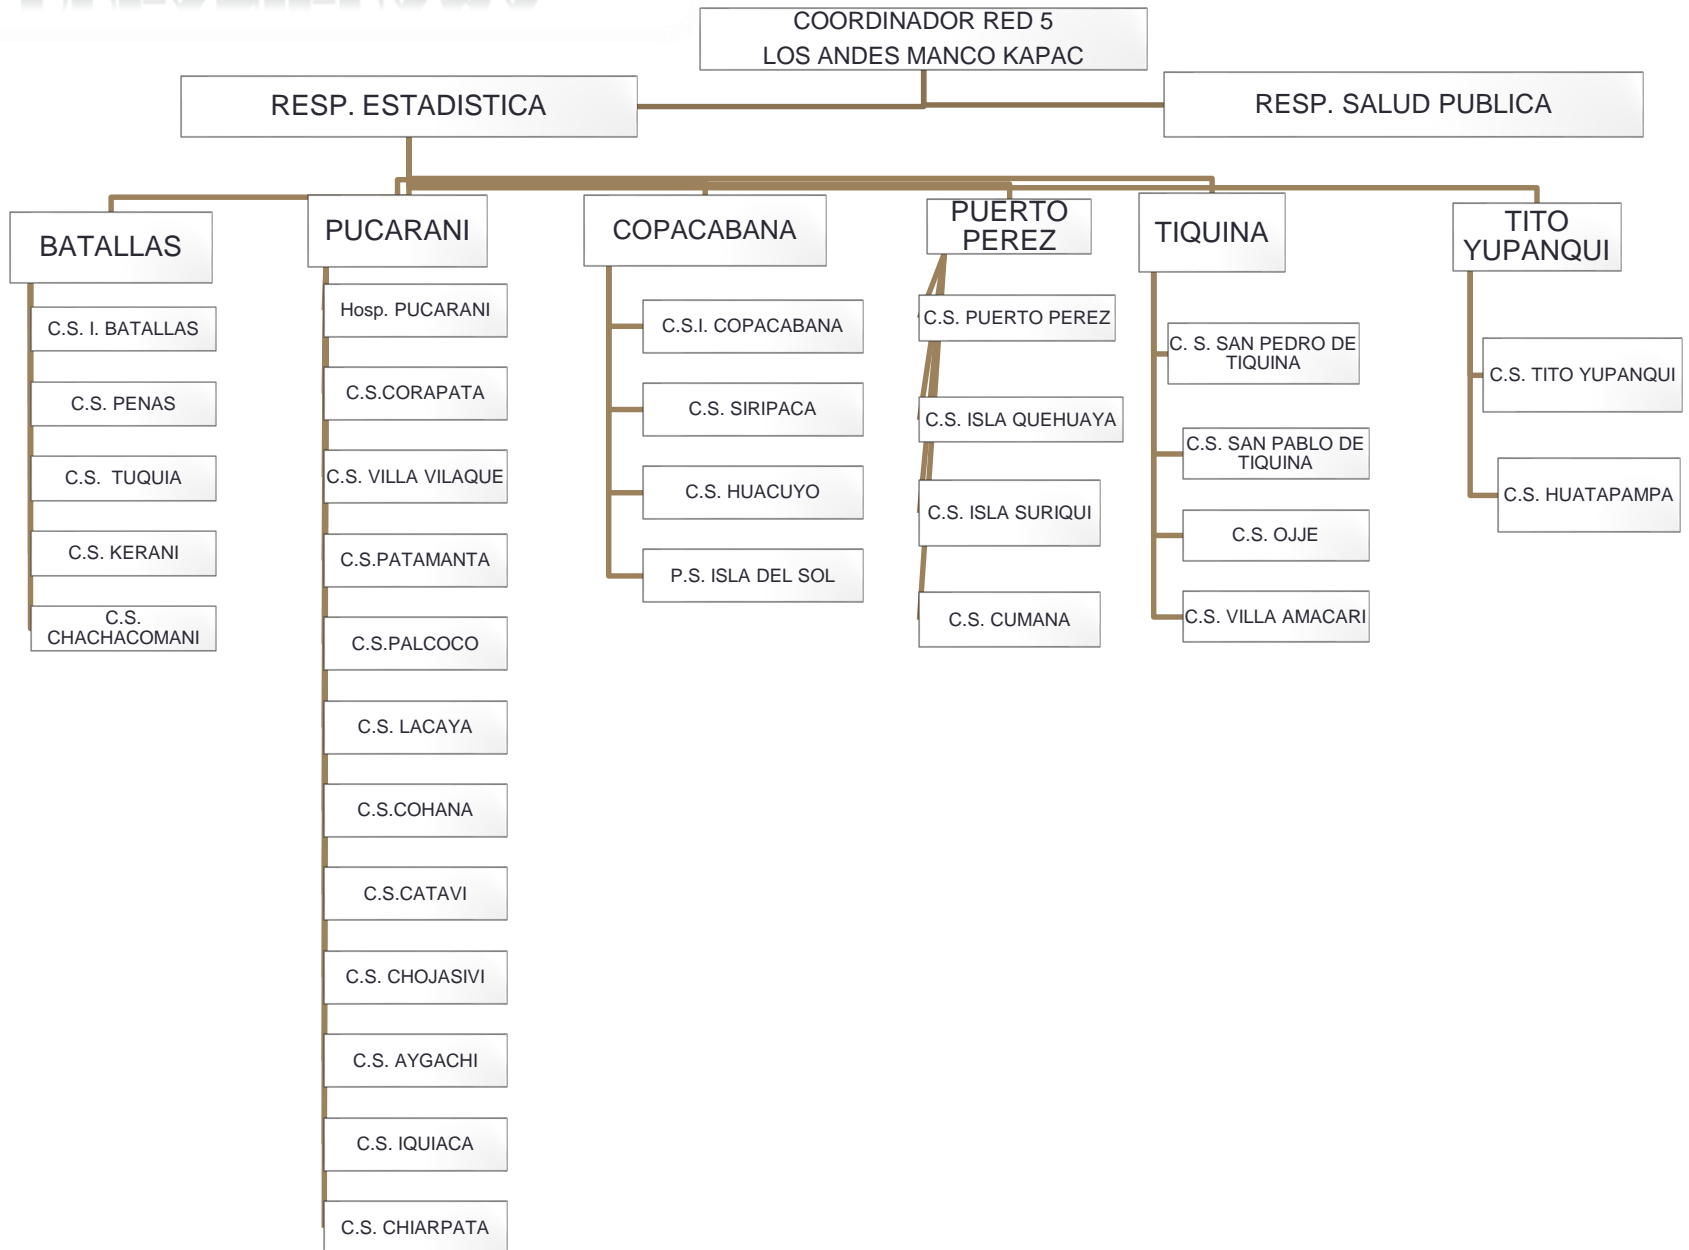 COORDINADOR RED 5
LOS ANDES MANCO KAPAC
RESP. ESTADISTICA
RESP. SALUD PUBLICA
BATALLAS
C.S. I. BATALLAS
C.S. PENAS
C.S. TUQUIA
C.S. KERANI
C.S.
CHACHACOMANI
PUCARANI
Hosp. PUCARANI
C.S.CORAPATA
C.S. VILLA VILAQUE
C.S.PATAMANTA
C.S.PALCOCO
C.S. LACAYA
C.S.COHANA
C.S.CATAVI
C.S. CHOJASIVI
C.S. AYGACHI
C.S. IQUIACA
C.S. CHIARPATA
COPACABANA
C.S.I. COPACABANA
C.S. SIRIPACA
C.S. HUACUYO
P.S. ISLA DEL SOL
PUERTO
PEREZ
C.S. PUERTO PEREZ
C.S. ISLA QUEHUAYA
C.S. ISLA SURIQUI
C.S. CUMANA
TIQUINA
C. S. SAN PEDRO DE
TIQUINA
C.S. SAN PABLO DE
TIQUINA
C.S. OJJE
C.S. VILLA AMACARI
TITO
YUPANQUI
C.S. TITO YUPANQUI
C.S. HUATAPAMPA